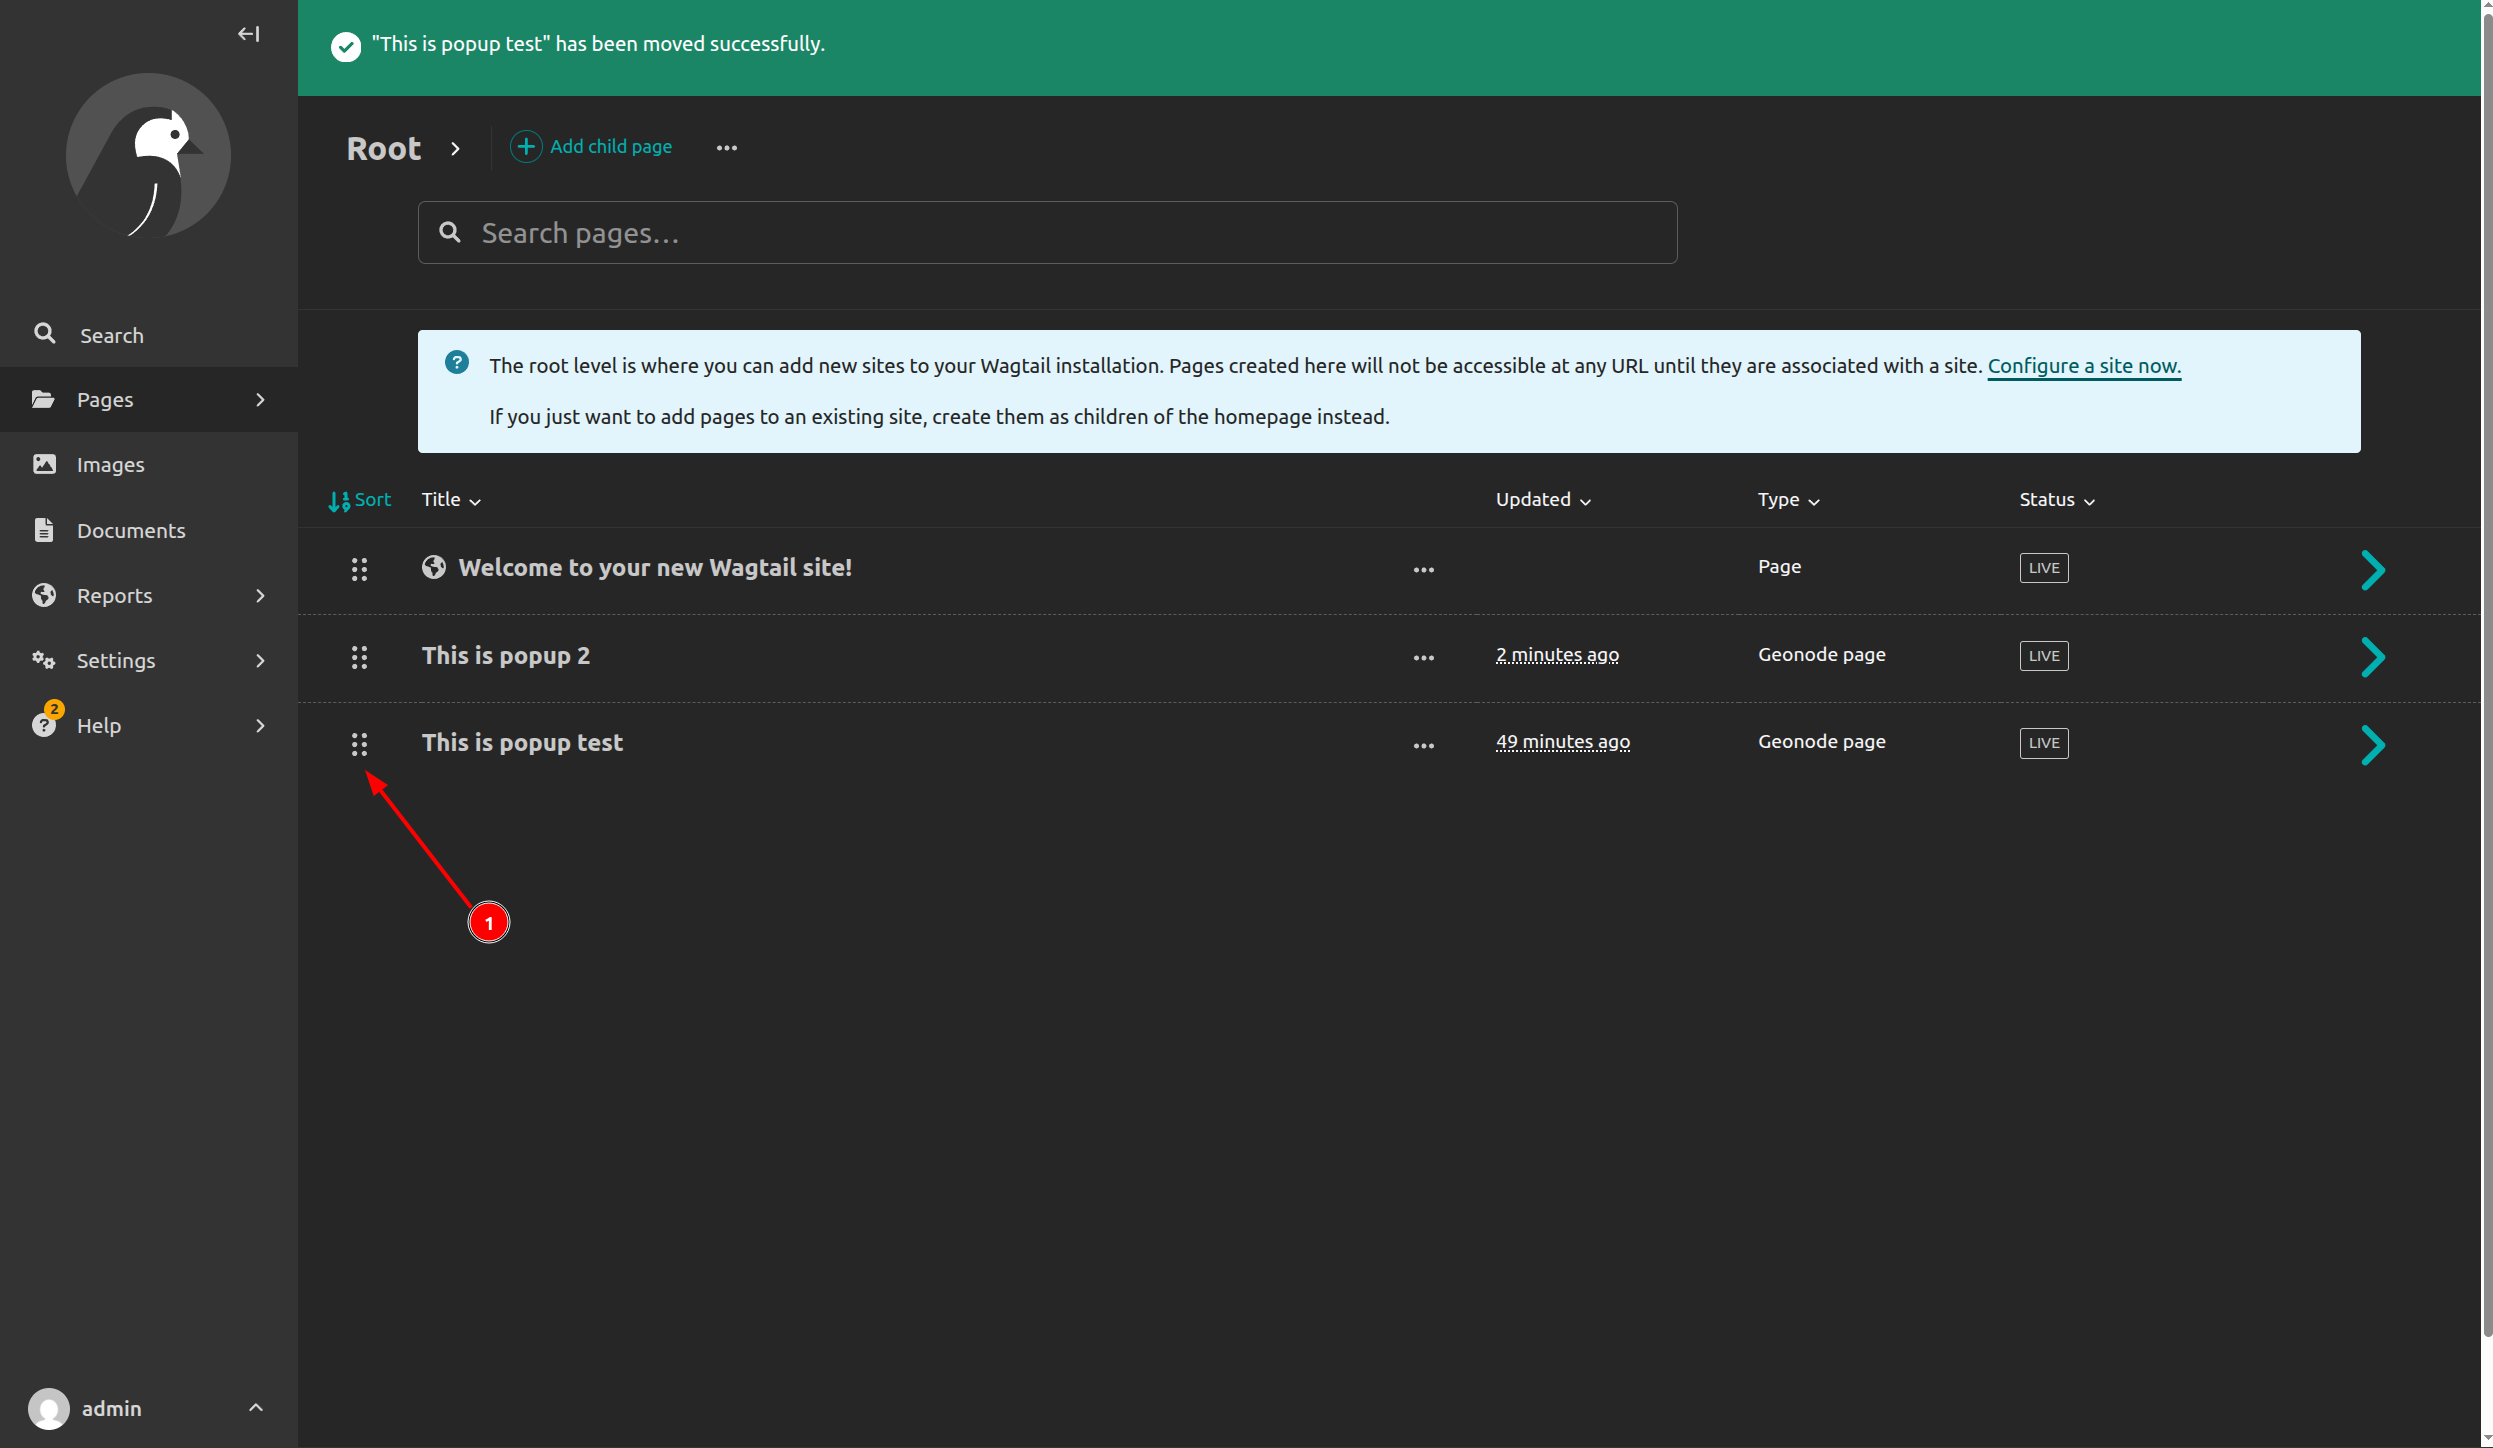 "This is popup test" has been moved successfully.
Root
Add child page
Search pages…
Search
Pages
Images
Documents
Reports
Settings
2
Help
The root level is where you can add new sites to your Wagtail installation. Pages created here will not be accessible at any URL until they are associated with a site. Configure a site now.
If you just want to add pages to an existing site, create them as children of the homepage instead.
Sort Title Updated Type Status
Welcome to your new Wagtail site! Page LIVE
This is popup 2 2 minutes ago Geonode page LIVE
This is popup test 49 minutes ago Geonode page LIVE
1
admin